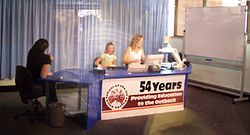 54 Years
Providing Education
to the Outback